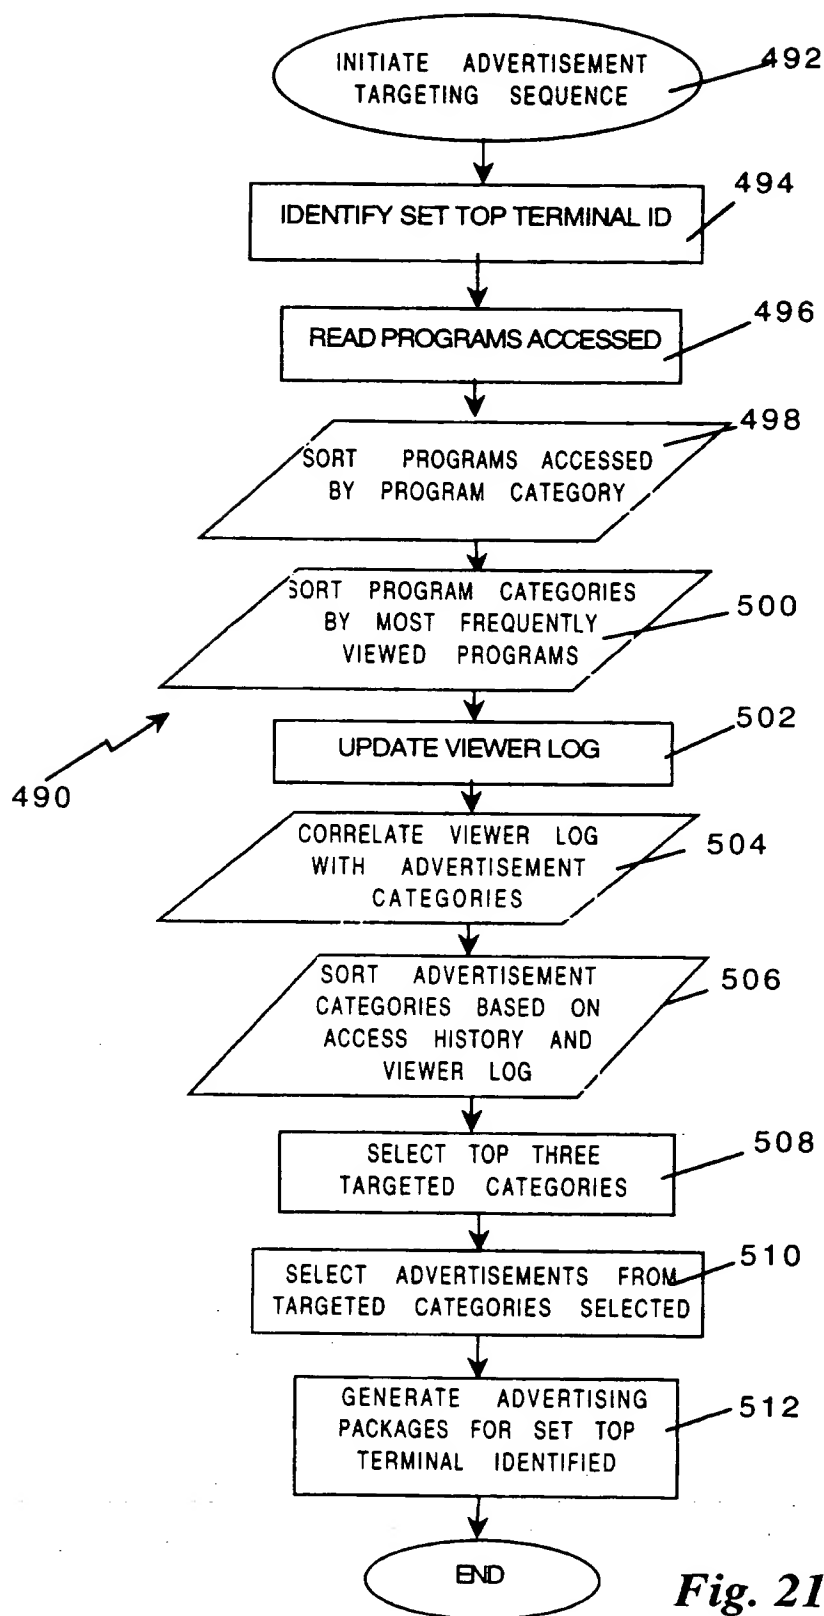 INITIATE ADVERTISEMENT
TARGETING SEQUENCE
492
IDENTIFY SET TOP TERMINAL ID
494
READ PROGRAMS ACCESSED
496
SORT PROGRAMS ACCESSED
BY PROGRAM CATEGORY
498
SORT PROGRAM CATEGORIES
BY MOST FREQUENTLY
VIEWED PROGRAMS
500
UPDATE VIEWER LOG
502
490
CORRELATE VIEWER LOG
WITH ADVERTISEMENT
CATEGORIES
504
SORT ADVERTISEMENT
CATEGORIES BASED ON
ACCESS HISTORY AND
VIEWER LOG
506
SELECT TOP THREE
TARGETED CATEGORIES
508
SELECT ADVERTISEMENTS FROM
TARGETED CATEGORIES SELECTED
510
GENERATE ADVERTISING
PACKAGES FOR SET TOP
TERMINAL IDENTIFIED
512
END
Fig. 21